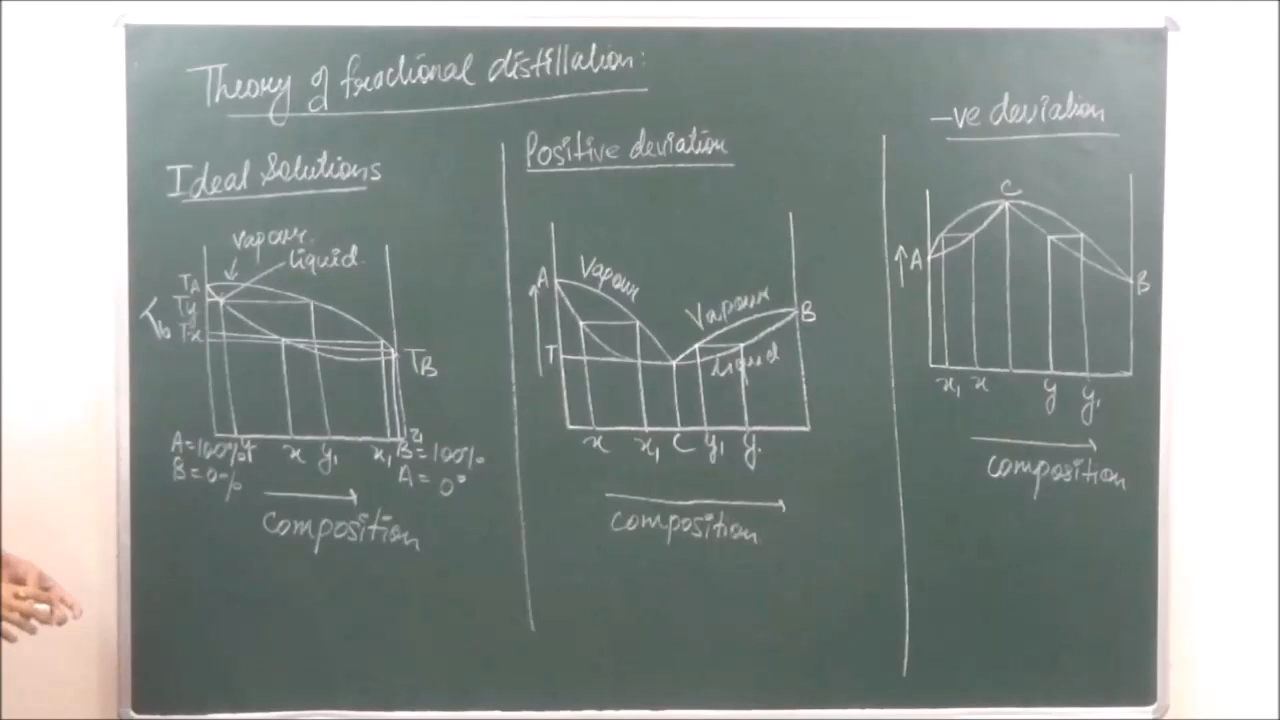 Theory of fractional distillation:
Ideal Solutions
Vapour
Liquid
TA
Ty
Tb
Tx
TB
A=100%
B=0%
y
x
y₁
x₁
B=100%
A=0
composition
Positive deviation
A
Vapour
Vapour
B
T
Liquid
x
x₁
C
y₁
y
composition
-ve deviation
C
A
B
x₁
x
y
y₁
composition